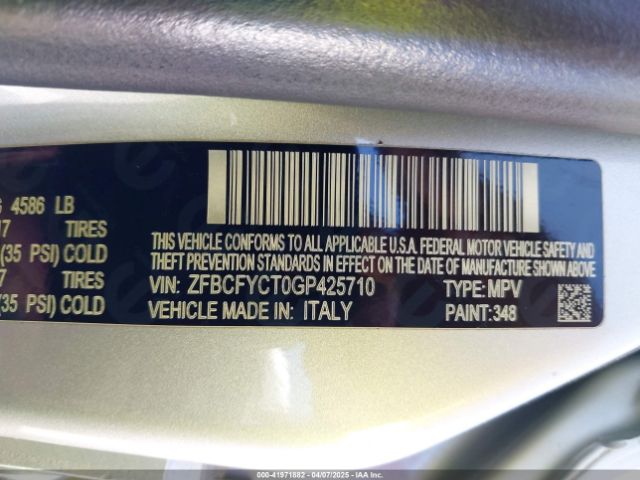 4586 LB
TIRES
(35 PSI) COLD
TIRES
(35 PSI) COLD
THIS VEHICLE CONFORMS TO ALL APPLICABLE U.S.A. FEDERAL MOTOR VEHICLE SAFETY AND
THEFT PREVENTION STANDARDS IN EFFECT ON THE DATE OF MANUFACTURE SHOWN ABOVE
VIN: ZFBCFYCT0GP425710 TYPE: MPV
VEHICLE MADE IN: ITALY PAINT: 348
000-41971882 - 04/07/2025 - COPYRIGHT IAA, LLC.